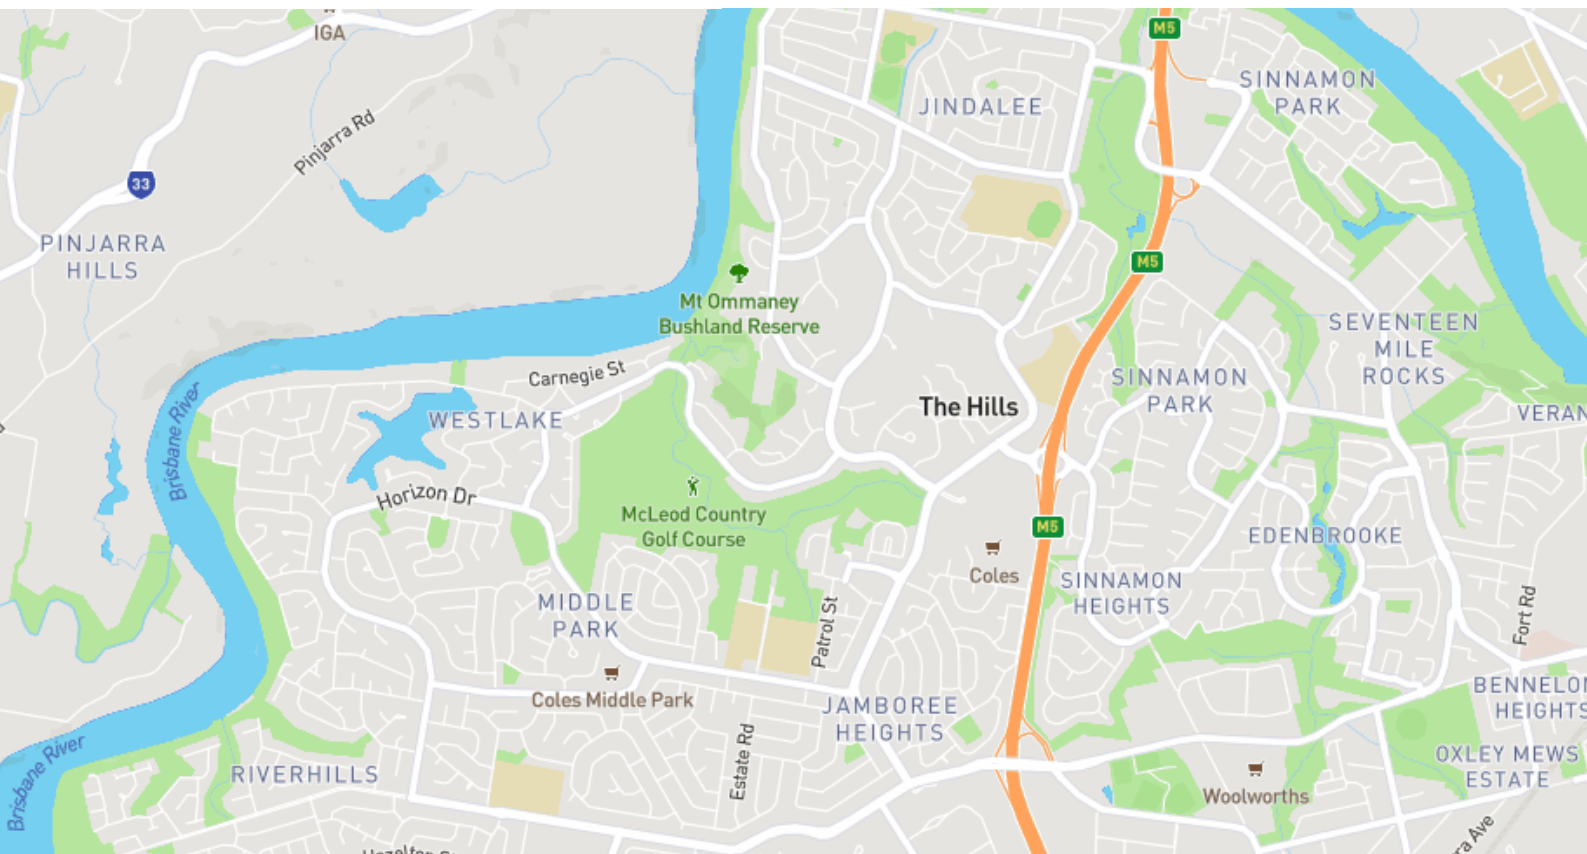 IGA
M5
SINNAMON
PARK
JINDALEE
Pinjarra Rd
33
PINJARRA
HILLS
M5
Mt Ommaney
Bushland Reserve
SEVENTEEN
MILE
ROCKS
Carnegie St
SINNAMON
PARK
The Hills
WESTLAKE
VERAN
Brisbane River
Horizon Dr
McLeod Country
Golf Course
M5
EDENBROOKE
Coles
SINNAMON
HEIGHTS
MIDDLE
PARK
Patrol St
Fort Rd
Coles Middle Park
JAMBOREE
HEIGHTS
BENNELON
HEIGHTS
Brisbane River
Estate Rd
RIVERHILLS
OXLEY MEWS
ESTATE
Woolworths
ra Ave